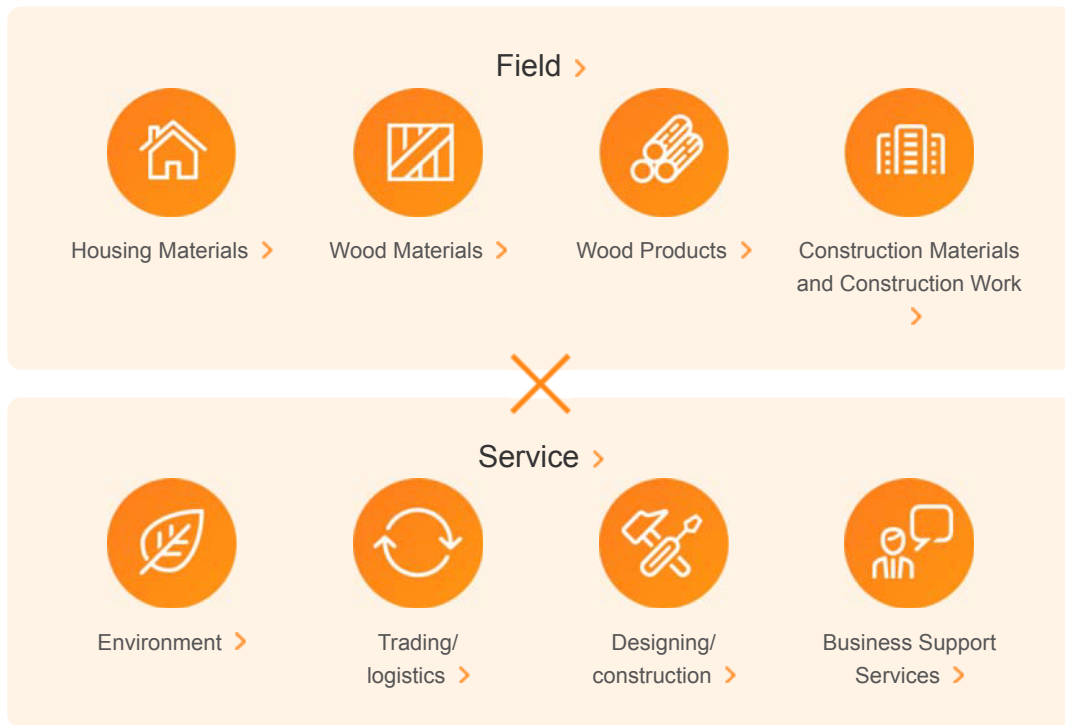 Field
Housing Materials
Wood Materials
Wood Products
Construction Materials
and Construction Work
Service
Environment
Trading/
logistics
Designing/
construction
Business Support
Services